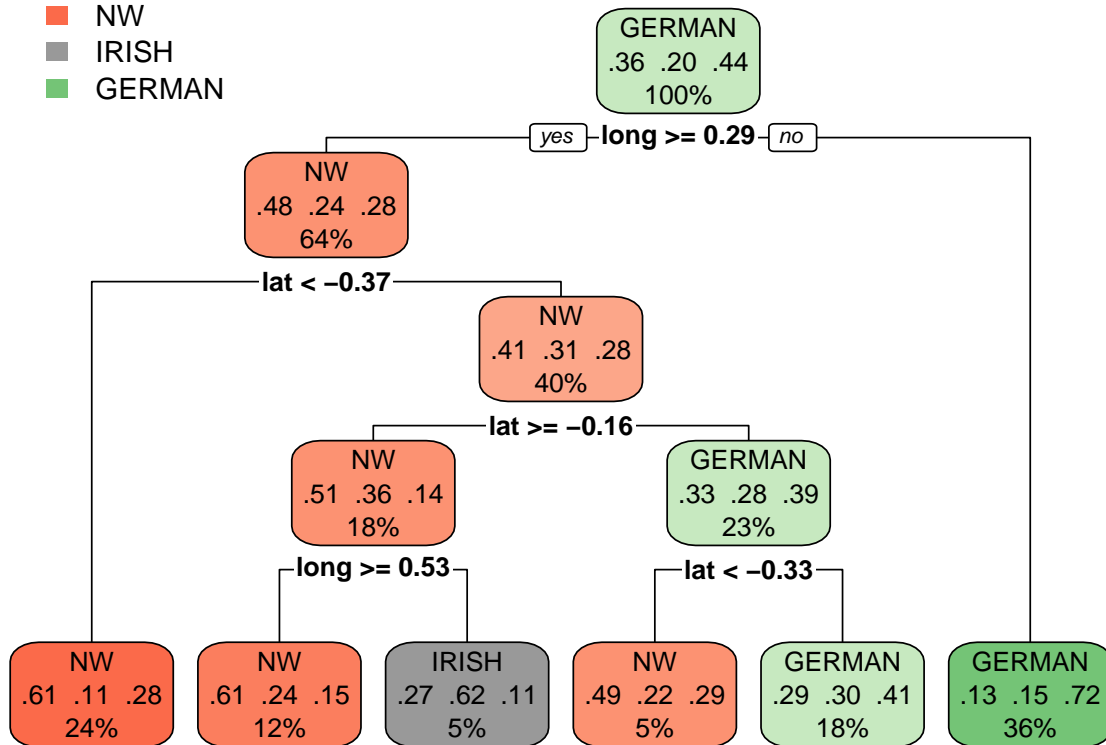 NW
IRISH
GERMAN
GERMAN
.36 .20 .44
100%
yes long >= 0.29 no
NW
.48 .24 .28
64%
lat < −0.37
NW
.41 .31 .28
40%
lat >= −0.16
NW
.51 .36 .14
18%
GERMAN
.33 .28 .39
23%
long >= 0.53
lat < −0.33
NW
.61 .11 .28
24%
NW
.61 .24 .15
12%
IRISH
.27 .62 .11
5%
NW
.49 .22 .29
5%
GERMAN
.29 .30 .41
18%
GERMAN
.13 .15 .72
36%